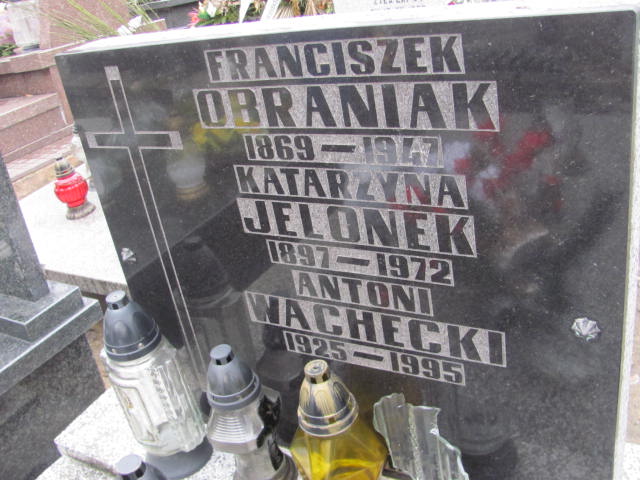 FRANCISZEK
OBRANIAK
1869—1947
KATARZYNA
JELONEK
1897—1972
ANTONI
WACHECKI
1925—1995